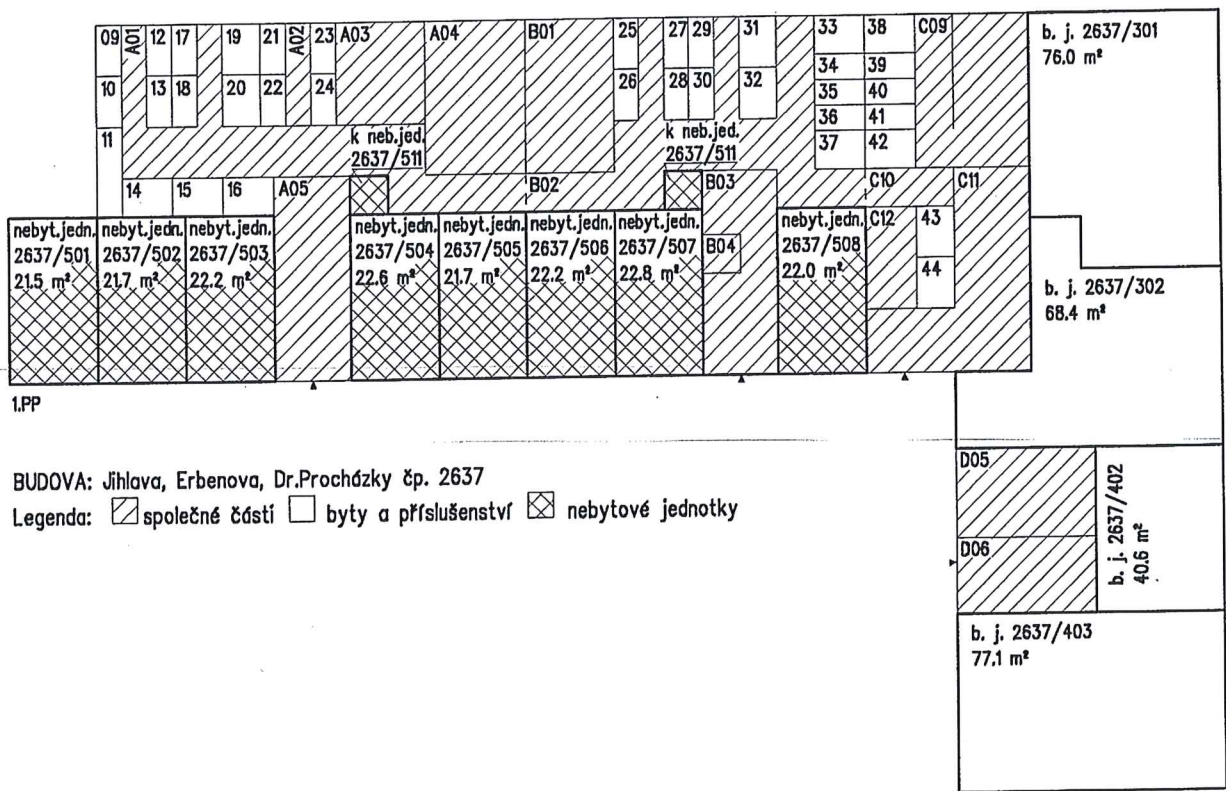 09
A01
12
17
19
21
A02
23
A03
A04
B01
25
27
29
31
33
38
C09
b. j. 2637/301
76.0 m²
10
13
18
20
22
24
26
28
30
32
34
39
35
40
36
41
37
42
11
k neb.jed.
2637/511
k neb.jed.
2637/511
14
15
16
A05
B02
B03
C10
C11
nebyt.jedn.
2637/501
21.5 m²
nebyt.jedn.
2637/502
21.7 m²
nebyt.jedn.
2637/503
22.2 m²
nebyt.jedn.
2637/504
22.6 m²
nebyt.jedn.
2637/505
21.7 m²
nebyt.jedn.
2637/506
22.2 m²
nebyt.jedn.
2637/507
22.8 m²
B04
nebyt.jedn.
2637/508
22.0 m²
C12
43
44
b. j. 2637/302
68.4 m²
1.PP
BUDOVA: Jihlava, Erbenova, Dr.Procházky čp. 2637
Legenda: společné částí byty a příslušenství nebytové jednotky
D05
D06
b. j. 2637/402
40.6 m²
b. j. 2637/403
77.1 m²